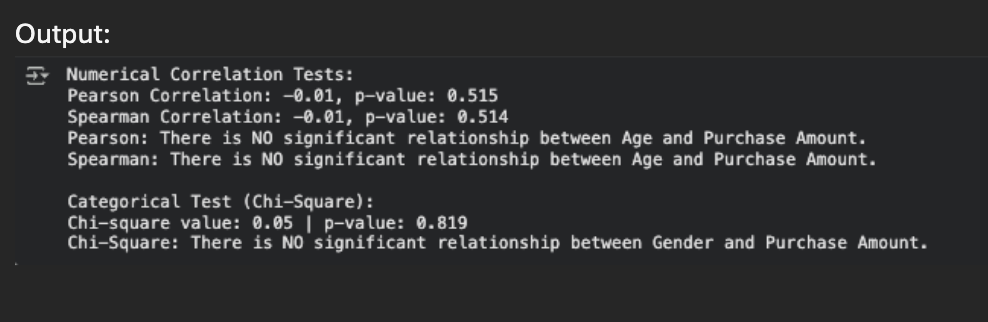 Output:
Numerical Correlation Tests:
Pearson Correlation: -0.01, p-value: 0.515
Spearman Correlation: -0.01, p-value: 0.514
Pearson: There is NO significant relationship between Age and Purchase Amount.
Spearman: There is NO significant relationship between Age and Purchase Amount.

Categorical Test (Chi-Square):
Chi-square value: 0.05 | p-value: 0.819
Chi-Square: There is NO significant relationship between Gender and Purchase Amount.